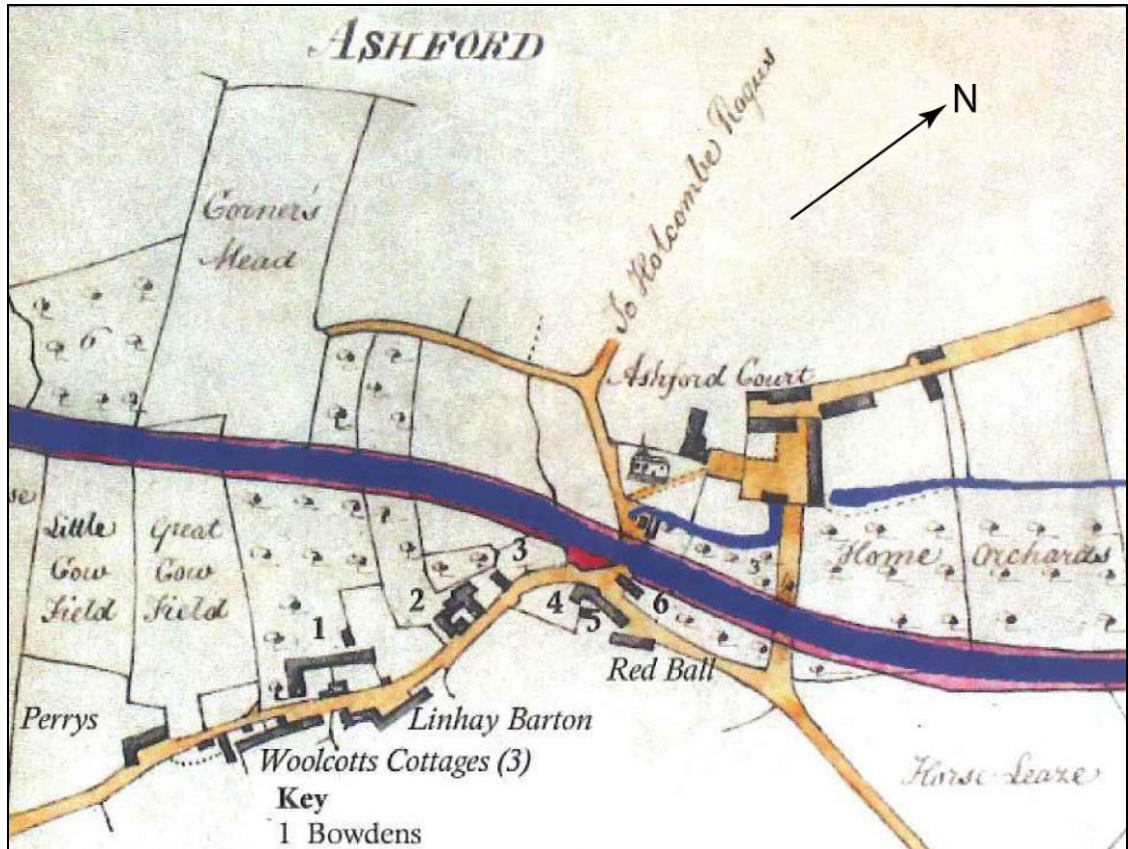 ASHFORD
N
To Holcombe Rogus
Corner's
Mead
6
Ashford Court
Little
Cow
Field
Great
Cow
Field
Home Orchards
3
1
2
3
4
5
6
Red Ball
Perrys
Linhay Barton
Woolcotts Cottages (3)
Horse Leaze
Key
1 Bowdens